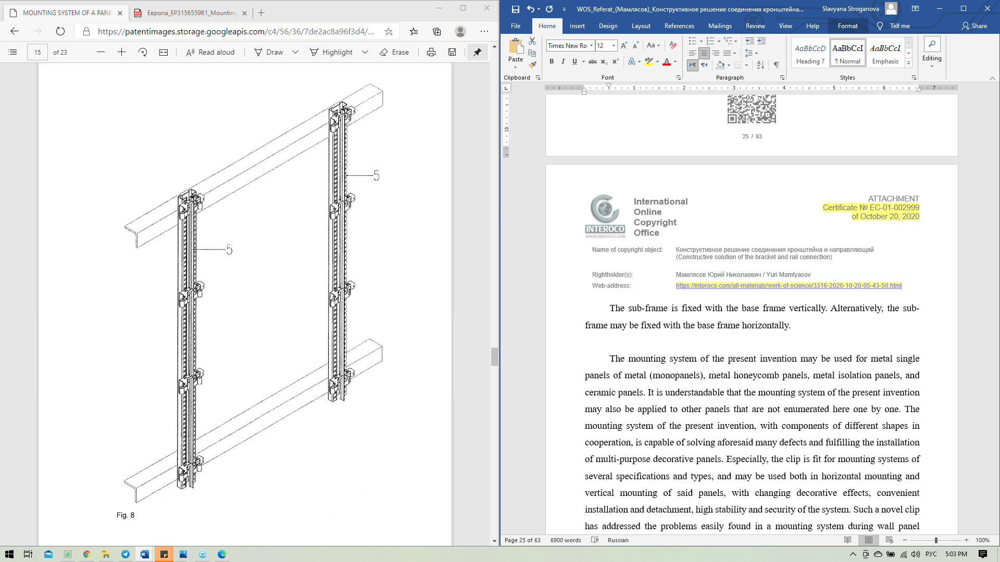 MOUNTING SYSTEM OF A PANE
Европа_EP3156559B1_Mounting
https://patentimages.storage.googleapis.com/c4/56/36/7de2ac8a96f3d4/...
15 of 23
Read aloud
Draw
Highlight
Erase
5
5
Fig. 8
WOS_Referat_(Мамлясов)_Конструктивное решение соединения кронштейна...
Slavyana Stroganova
File Home Insert Design Layout References Mailings Review View Help Format Tell me Share
Paste
Times New Ro 12
Aa
B I U abc x₂ x²
AaBbCcD AaBbCcI AaBbCcI
Heading 7 ¶ Normal Emphasis
Editing
Clipboard Font Paragraph Styles
1 2 3 4 5 6 7
10
25 / 63
International
Online
Copyright
Office
INTEROCO
www.interoco.com
ATTACHMENT
Certificate № EC-01-002999
of October 20, 2020
Name of copyright object: Конструктивное решение соединения кронштейна и направляющей
(Constructive solution of the bracket and rail connection)
Rightholder(s): Мамлясов Юрий Николаевич / Yuri Mamlyasov
Web-address: https://interoco.com/all-materials/work-of-science/3316-2020-10-20-05-43-50.html
The sub-frame is fixed with the base frame vertically. Alternatively, the sub-
frame may be fixed with the base frame horizontally.
The mounting system of the present invention may be used for metal single
panels of metal (monopanels), metal honeycomb panels, metal isolation panels, and
ceramic panels. It is understandable that the mounting system of the present invention
may also be applied to other panels that are not enumerated here one by one. The
mounting system of the present invention, with components of different shapes in
cooperation, is capable of solving aforesaid many defects and fulfilling the installation
of multi-purpose decorative panels. Especially, the clip is fit for mounting systems of
several specifications and types, and may be used both in horizontal mounting and
vertical mounting of said panels, with changing decorative effects, convenient
installation and detachment, high stability and security of the system. Such a novel clip
has addressed the problems easily found in a mounting system during wall panel
Page 25 of 63 6900 words Russian 100%
РУС 5:03 PM